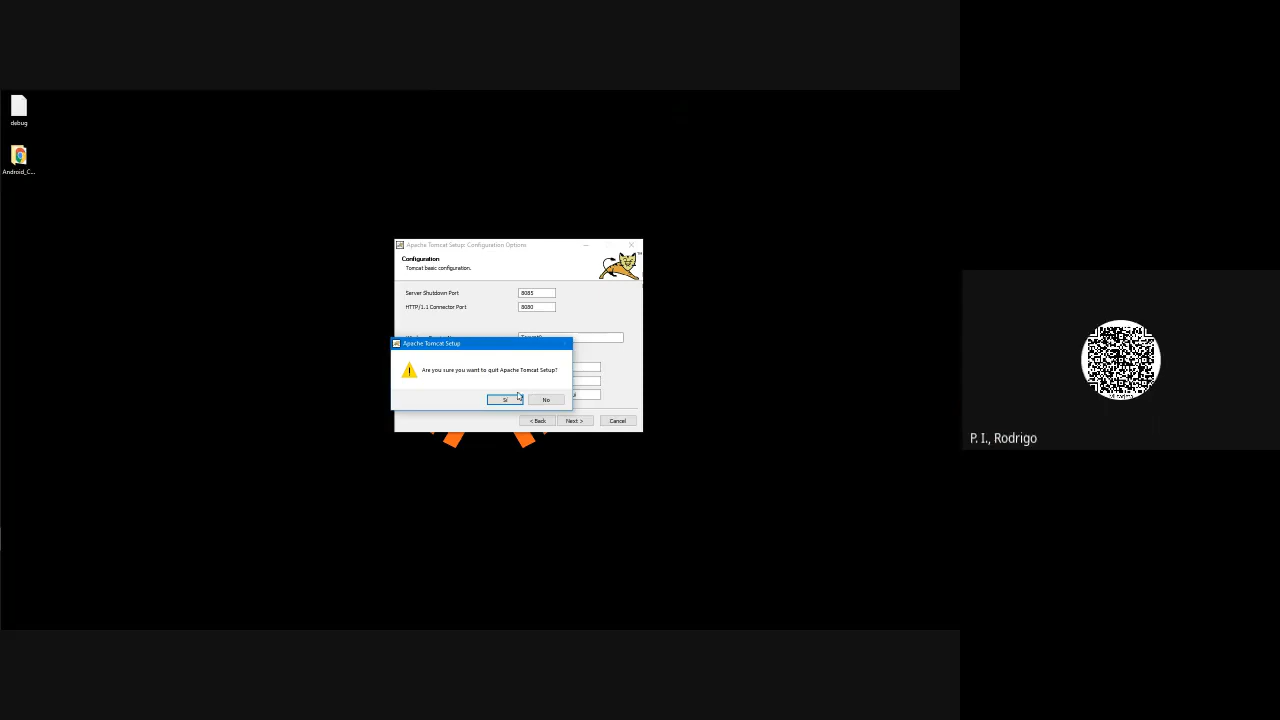 debug
Android_C...
Apache Tomcat Setup: Configuration Options
Configuration
Tomcat basic configuration.
TM
Server Shutdown Port
8085
HTTP/1.1 Connector Port
8080
Apache Tomcat Setup
Are you sure you want to quit Apache Tomcat Setup?
Sí
No
< Back
Next >
Cancel
P. I., Rodrigo